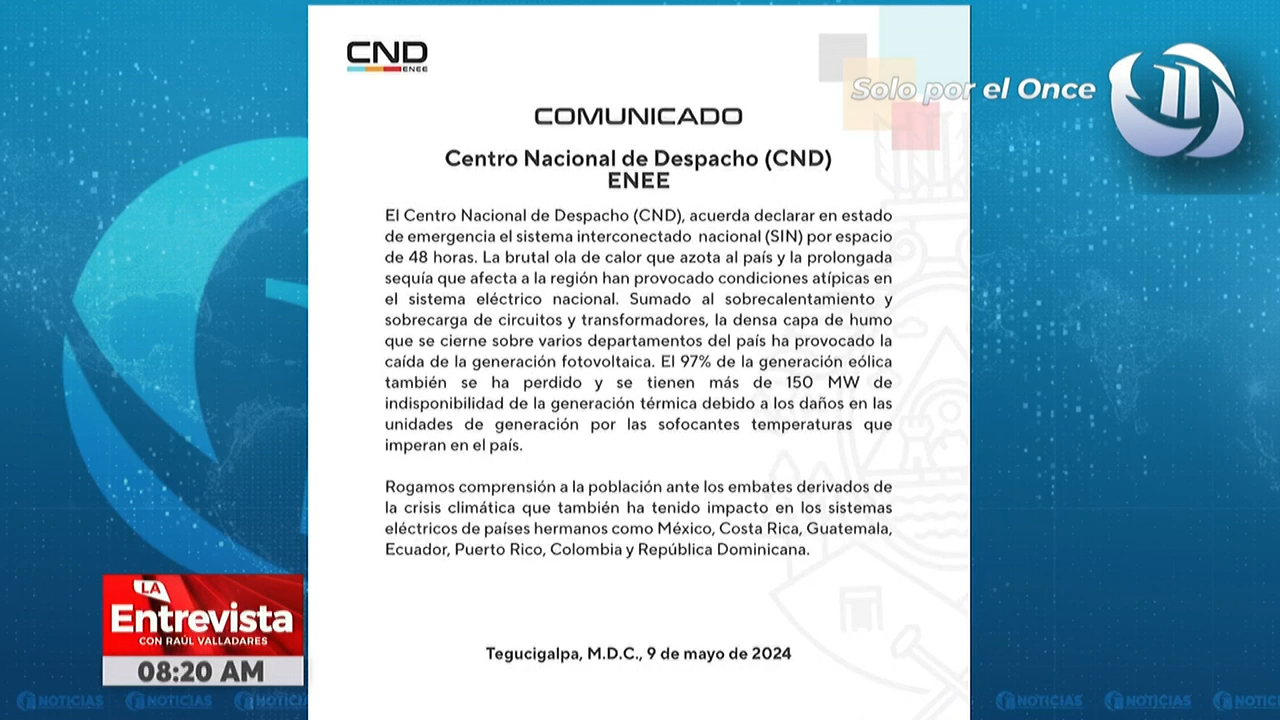 CND
ENEE
Solo por el Once
11
COMUNICADO
Centro Nacional de Despacho (CND)
ENEE
El Centro Nacional de Despacho (CND), acuerda declarar en estado
de emergencia el sistema interconectado nacional (SIN) por espacio
de 48 horas. La brutal ola de calor que azota al país y la prolongada
sequía que afecta a la región han provocado condiciones atípicas en
el sistema eléctrico nacional. Sumado al sobrecalentamiento y
sobrecarga de circuitos y transformadores, la densa capa de humo
que se cierne sobre varios departamentos del país ha provocado la
caída de la generación fotovoltaica. El 97% de la generación eólica
también se ha perdido y se tienen más de 150 MW de
indisponibilidad de la generación térmica debido a los daños en las
unidades de generación por las sofocantes temperaturas que
imperan en el país.
Rogamos comprensión a la población ante los embates derivados de
la crisis climática que también ha tenido impacto en los sistemas
eléctricos de países hermanos como México, Costa Rica, Guatemala,
Ecuador, Puerto Rico, Colombia y República Dominicana.
Tegucigalpa, M.D.C., 9 de mayo de 2024
LA
Entrevista
CON RAÚL VALLADARES
08:20 AM
NOTICIAS
NOTICIAS
NOTICIAS
NOTICIAS